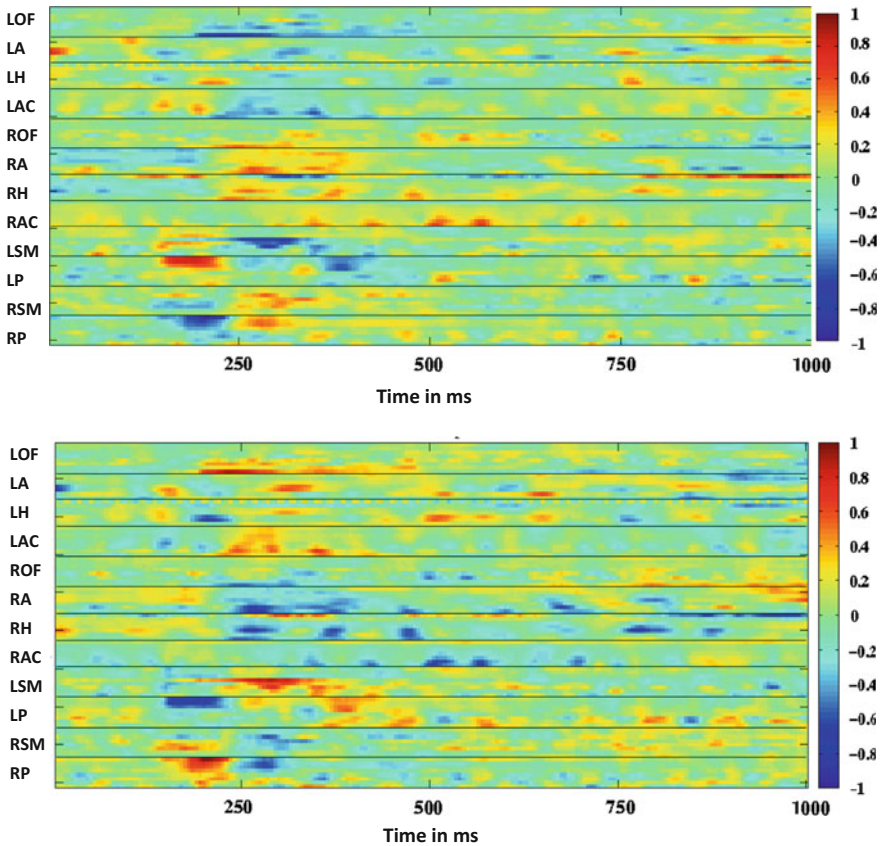 LOF
LA
LH
LAC
ROF
RA
RH
RAC
LSM
LP
RSM
RP
1
0.8
0.6
0.4
0.2
0
−0.2
−0.4
−0.6
−0.8
−1
250
500
750
1000
Time in ms
LOF
LA
LH
LAC
ROF
RA
RH
RAC
LSM
LP
RSM
RP
1
0.8
0.6
0.4
0.2
0
−0.2
−0.4
−0.6
−0.8
−1
250
500
750
1000
Time in ms